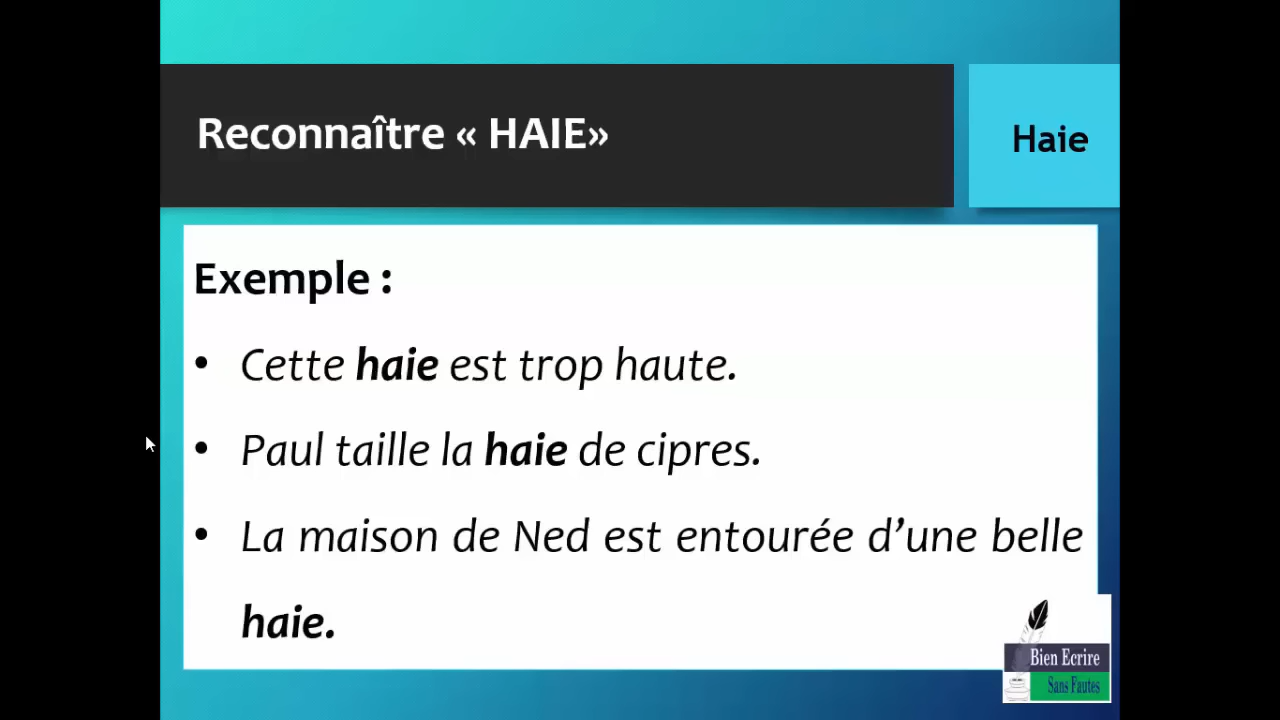 Reconnaître « HAIE»
Haie
Exemple :
• Cette haie est trop haute.
• Paul taille la haie de cipres.
• La maison de Ned est entourée d’une belle
haie.
Bien Ecrire
Sans Fautes